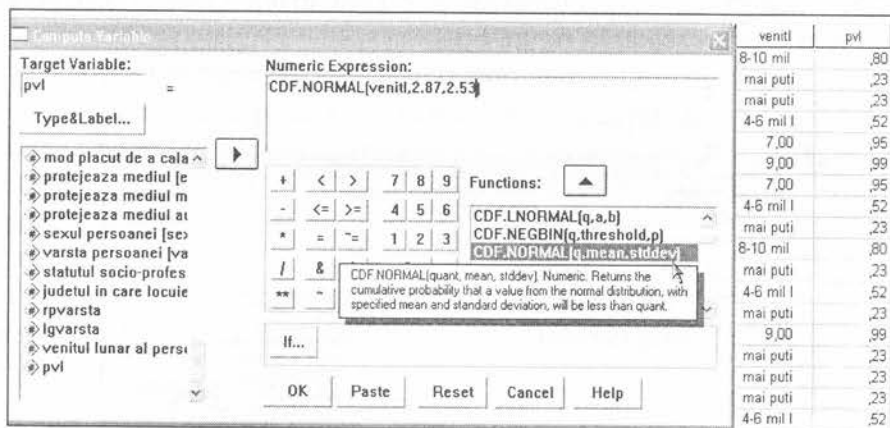 Compute Variable
Target Variable:
pvl
=
Type&Label...
mod placut de a cala
protejeaza mediul [e
protejeaza mediul m
protejeaza mediul au
sexul persoanei [sex
varsta persoanei [va
statutul socio-profes
judetul in care locuie
rpvarsta
lgvarsta
venitul lunar al persi
pvl
Numeric Expression:
CDF.NORMAL(venitl,2.87,2.53)
+ < > 7 8 9
- <= >= 4 5 6
* = ~= 1 2 3
/ &
** ~
Functions:
CDF.LNORMAL(q,a,b)
CDF.NEGBIN(q,threshold,p)
CDF.NORMAL(q,mean,stddev)
CDF.NORMAL(quant, mean, stddev). Numeric. Returns the
cumulative probability that a value from the normal distribution, with
specified mean and standard deviation, will be less than quant.
If...
OK Paste Reset Cancel Help
venitl pvl
8-10 mil ,80
mai puti ,23
mai puti ,23
4-6 mil l ,52
7,00 ,95
9,00 ,99
7,00 ,95
4-6 mil l ,52
mai puti ,23
8-10 mil ,80
mai puti ,23
4-6 mil l ,52
mai puti ,23
9,00 ,99
mai puti ,23
mai puti ,23
mai puti ,23
4-6 mil l ,52